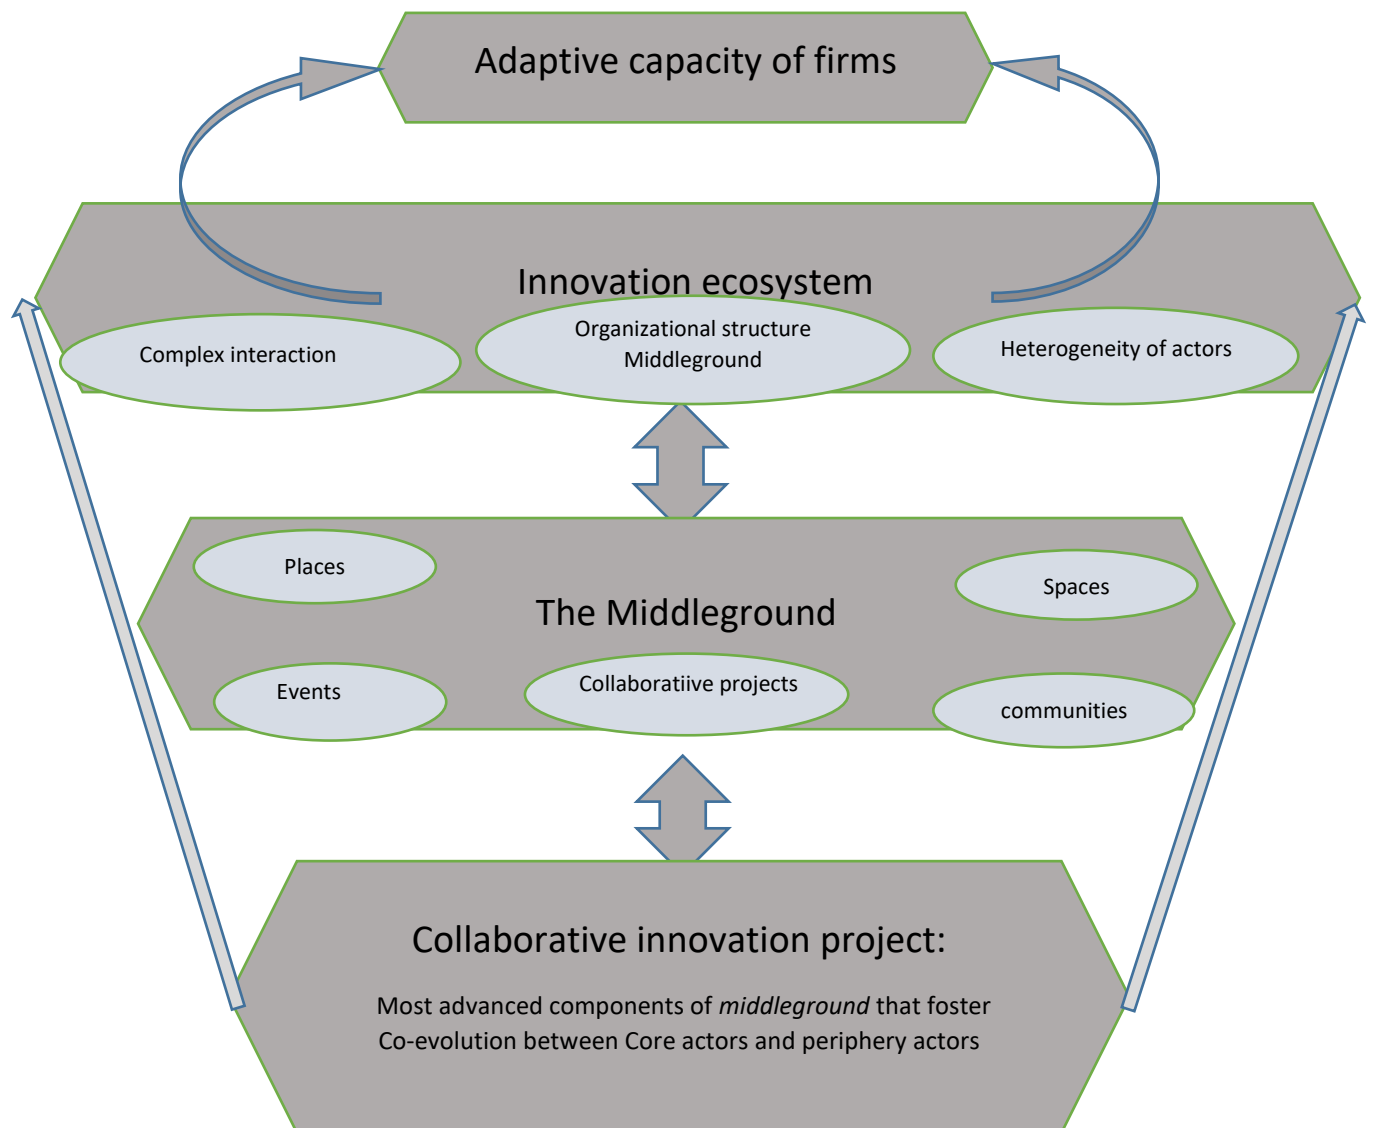 Adaptive capacity of firms
Innovation ecosystem
Complex interaction
Organizational structure
Middleground
Heterogeneity of actors
Places
Spaces
The Middleground
Events
Collaboratiive projects
communities
Collaborative innovation project:
Most advanced components of middleground that foster
Co-evolution between Core actors and periphery actors